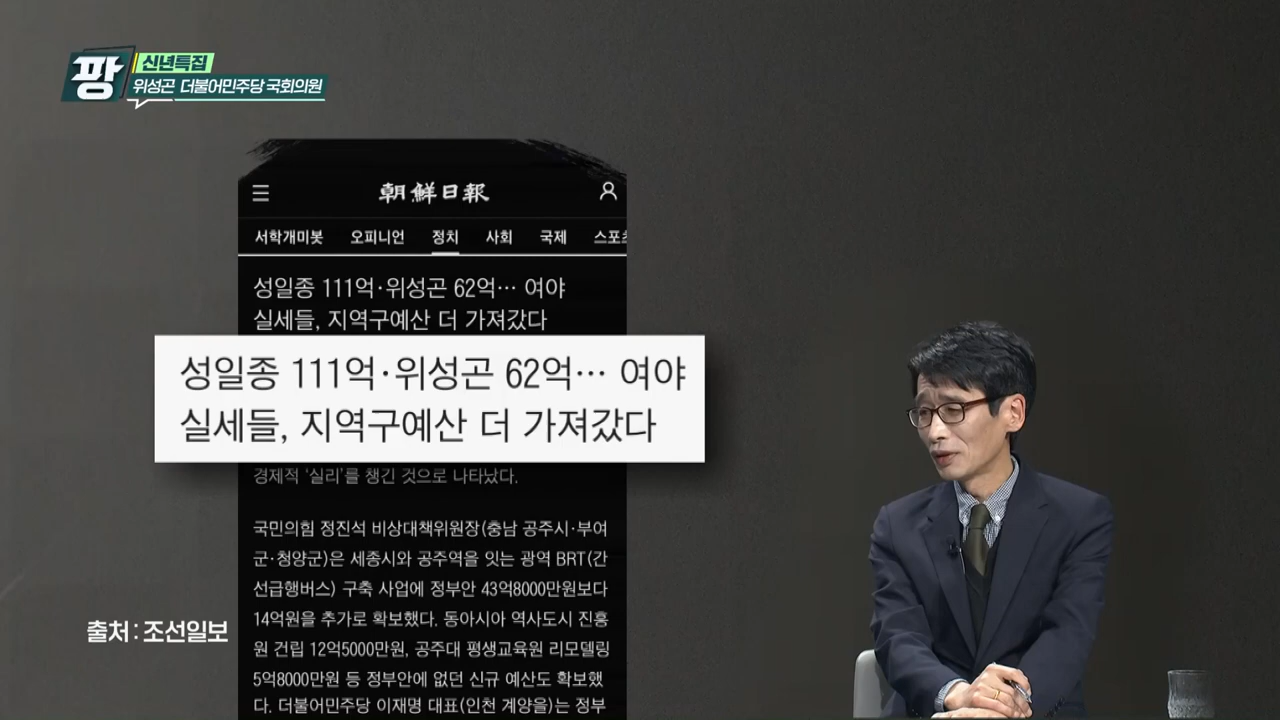 팡
신년특집
위성곤 더불어민주당 국회의원
朝鮮日報
서학개미봇 오피니언 정치 사회 국제 스포츠
성일종 111억·위성곤 62억… 여야
실세들, 지역구예산 더 가져갔다
성일종 111억·위성곤 62억… 여야
실세들, 지역구예산 더 가져갔다
경제적 '실리'를 챙긴 것으로 나타났다.
국민의힘 정진석 비상대책위원장(충남 공주시·부여
군·청양군)은 세종시와 공주역을 잇는 광역 BRT(간
선급행버스) 구축 사업에 정부안 43억8000만원보다
14억원을 추가로 확보했다. 동아시아 역사도시 진흥
원 건립 12억5000만원, 공주대 평생교육원 리모델링
5억8000만원 등 정부안에 없던 신규 예산도 확보했
다. 더불어민주당 이재명 대표(인천 계양을)는 정부
출처 : 조선일보